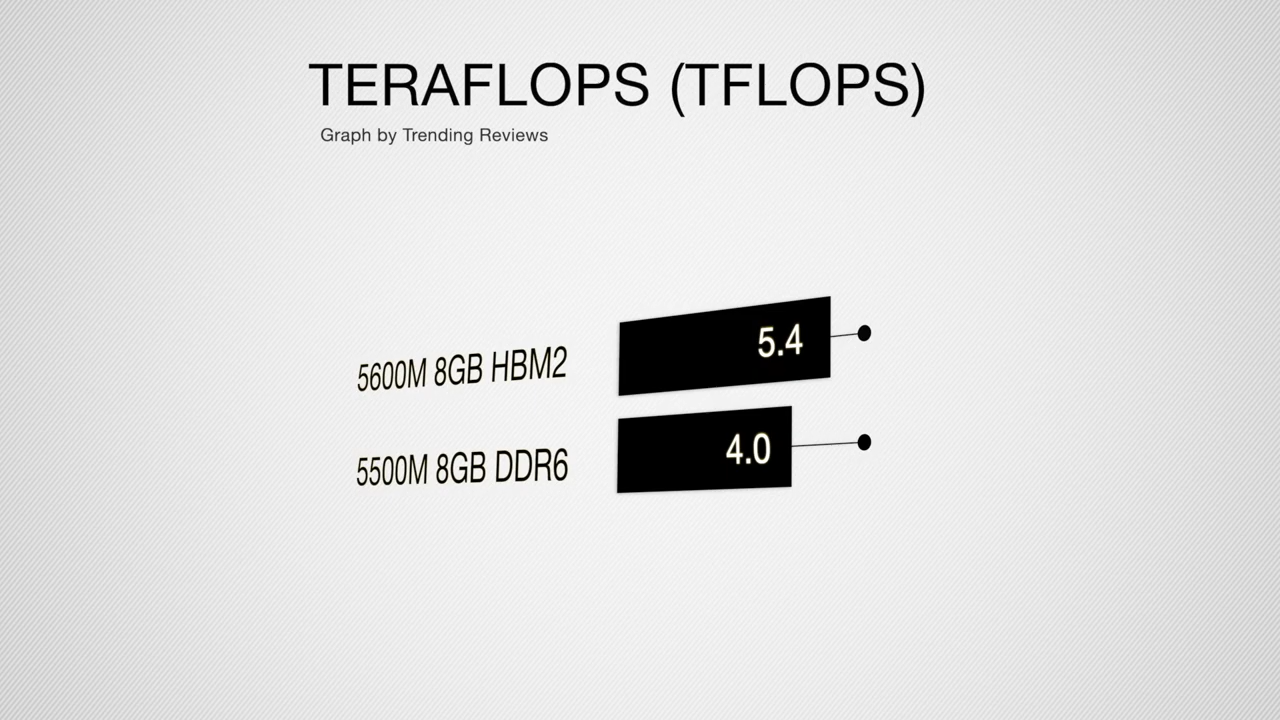 TERAFLOPS (TFLOPS)
Graph by Trending Reviews
5600M 8GB HBM2
5.4
5500M 8GB DDR6
4.0